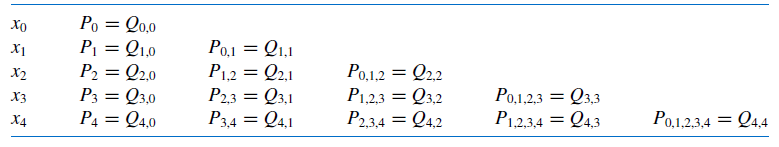 x₀ P₀ = Q₀,₀
x₁ P₁ = Q₁,₀ P₀,₁ = Q₁,₁
x₂ P₂ = Q₂,₀ P₁,₂ = Q₂,₁ P₀,₁,₂ = Q₂,₂
x₃ P₃ = Q₃,₀ P₂,₃ = Q₃,₁ P₁,₂,₃ = Q₃,₂ P₀,₁,₂,₃ = Q₃,₃
x₄ P₄ = Q₄,₀ P₃,₄ = Q₄,₁ P₂,₃,₄ = Q₄,₂ P₁,₂,₃,₄ = Q₄,₃ P₀,₁,₂,₃,₄ = Q₄,₄